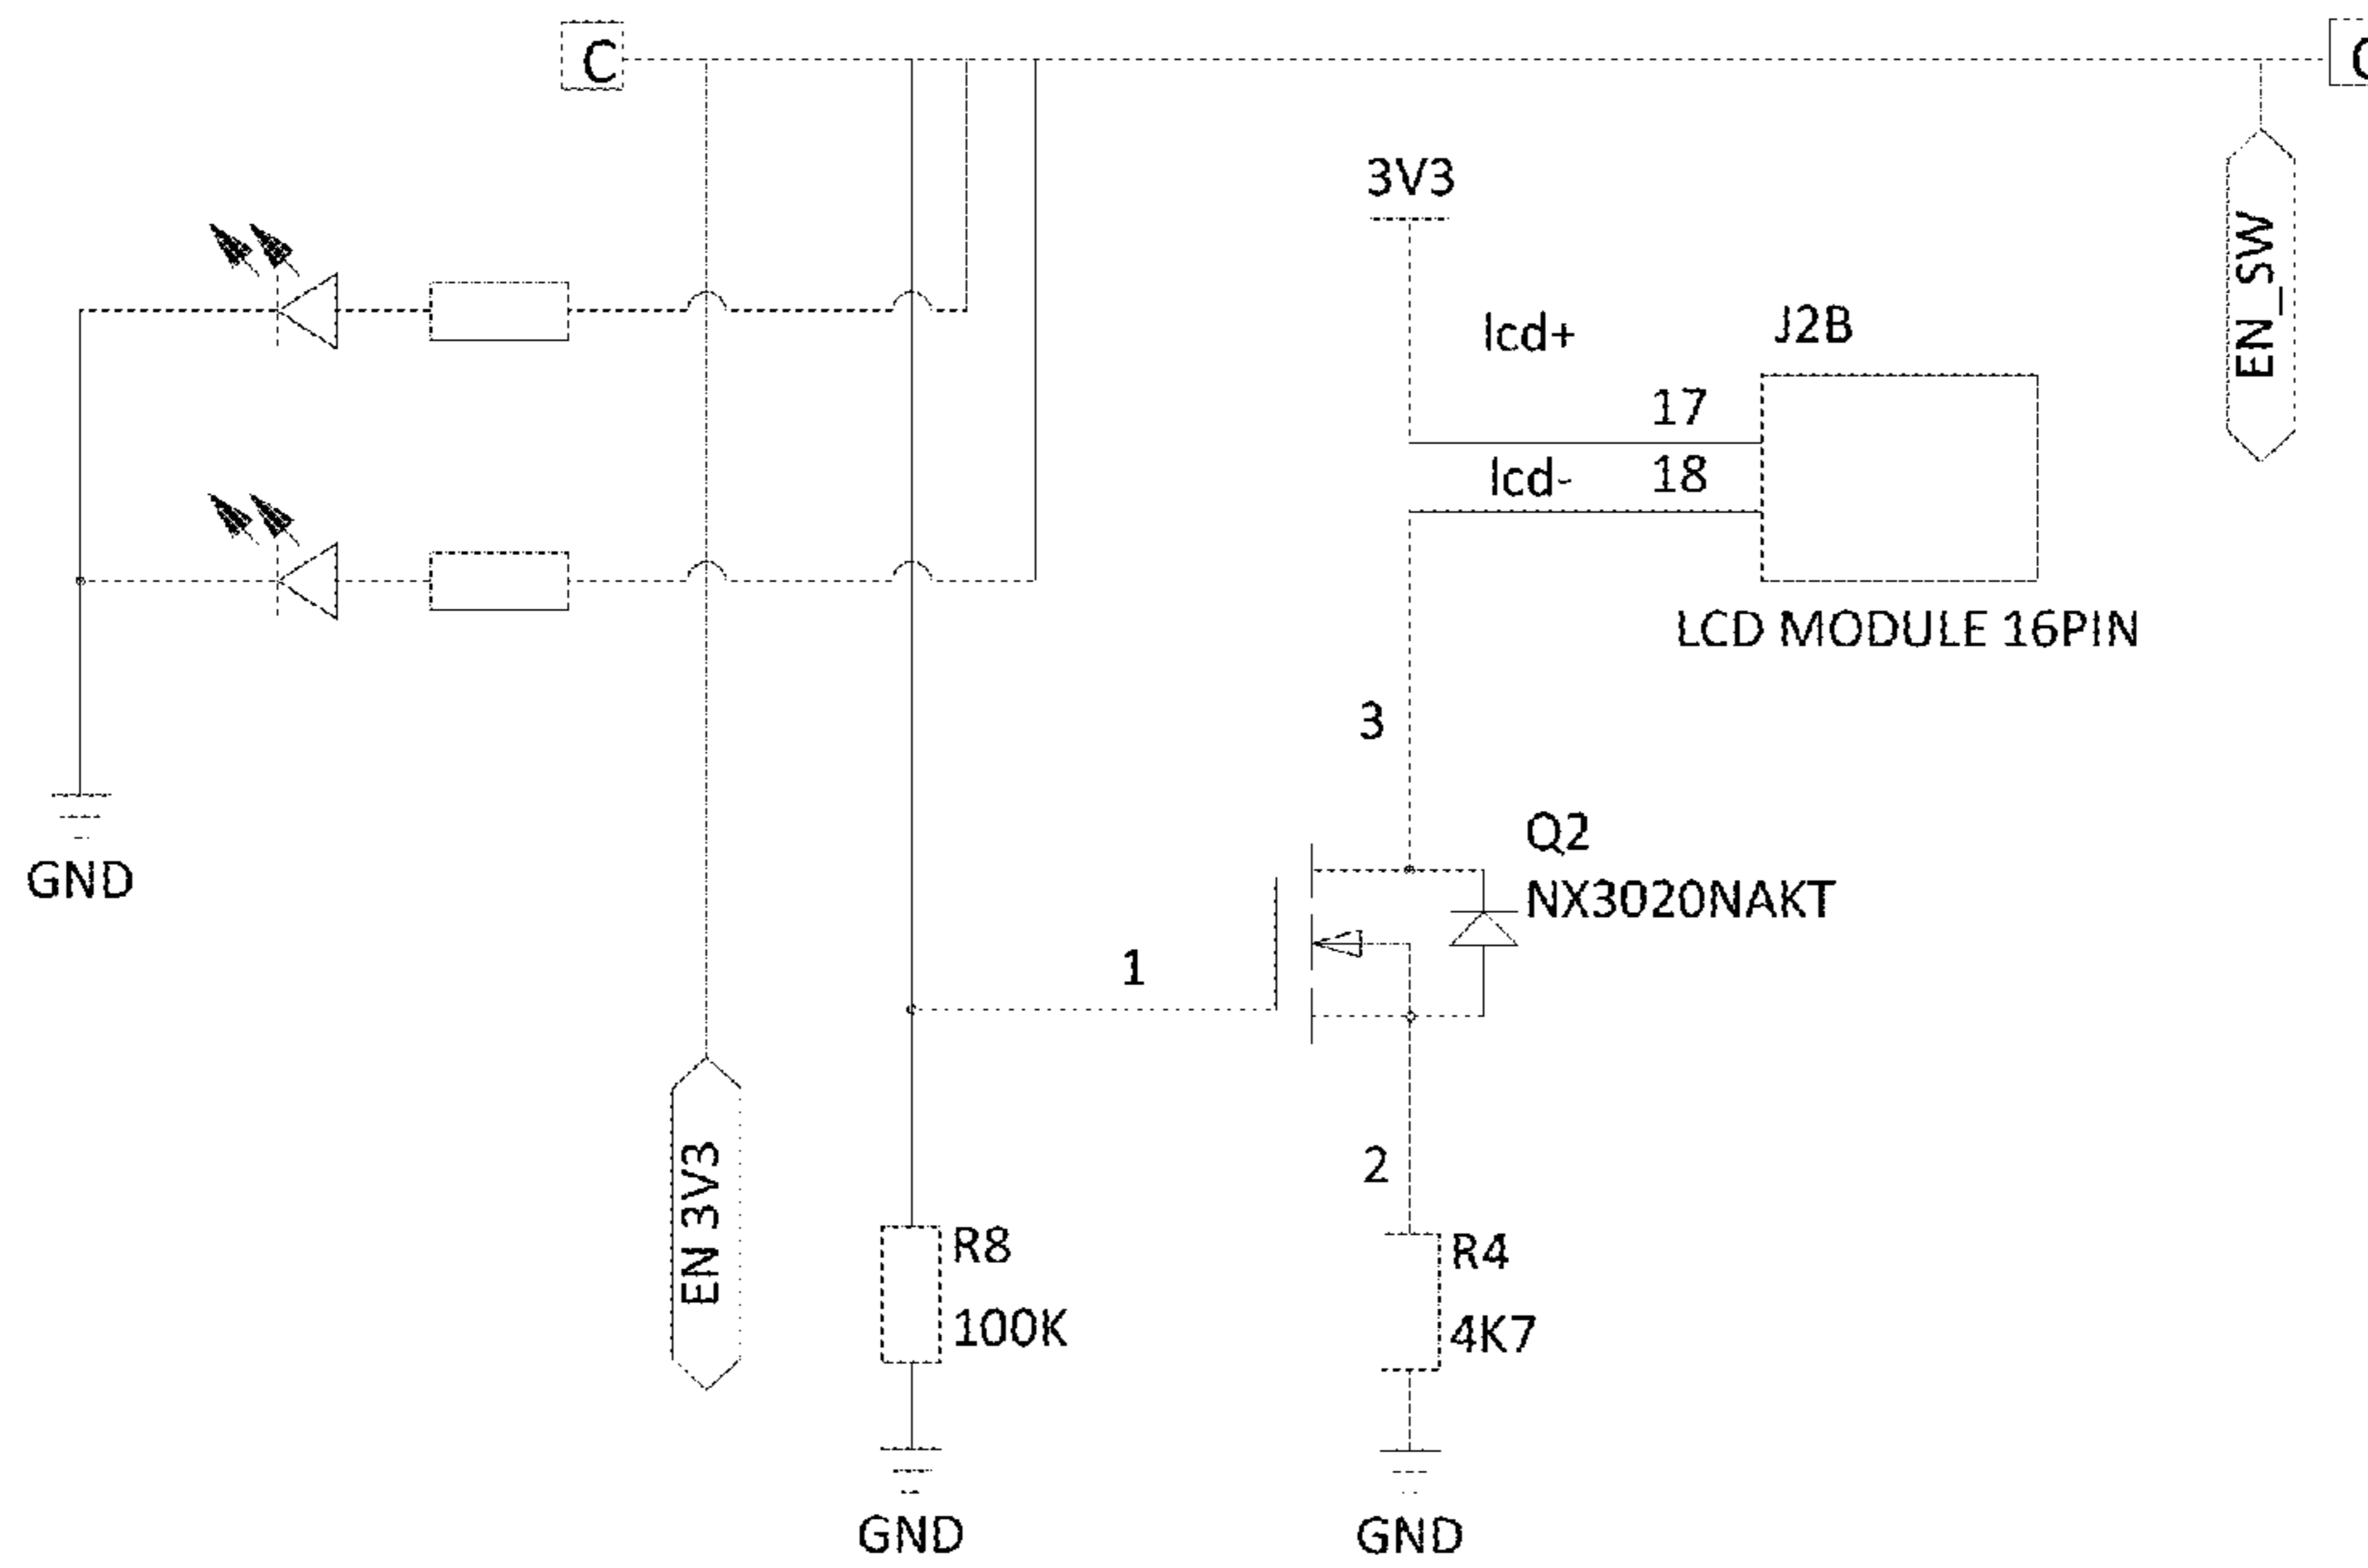 C
3V3
EN_SW
lcd+
J2B
17
lcd-
18
LCD MODULE 16PIN
3
Q2
NX3020NAKT
GND
1
EN 3V3
2
R8
100K
R4
4K7
GND
GND